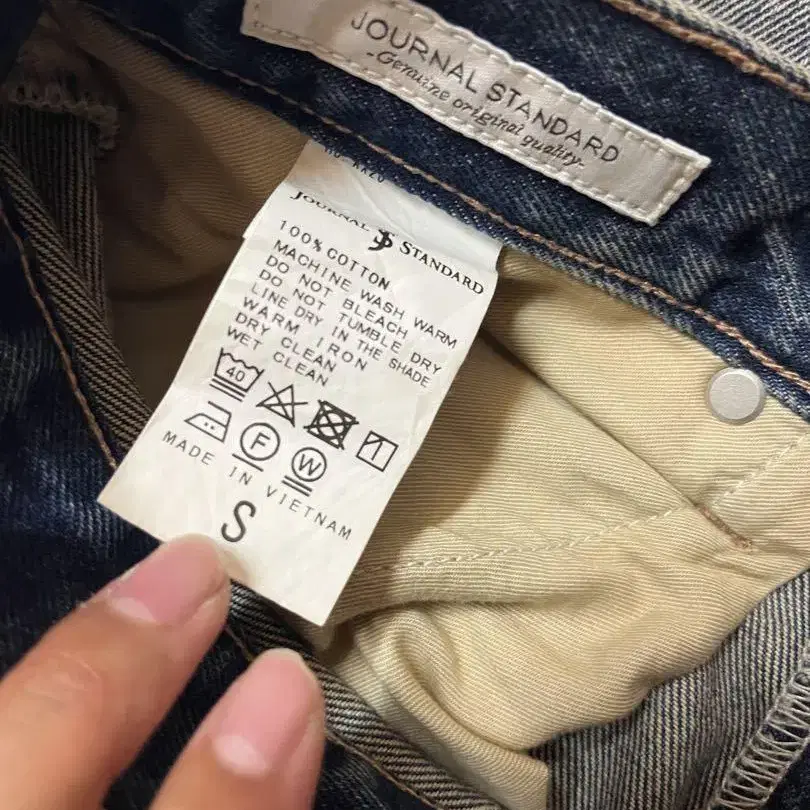 JOURNAL STANDARD
-Genuine original quality-
JOURNAL STANDARD
100% COTTON
MACHINE WASH WARM
DO NOT BLEACH
DO NOT TUMBLE DRY
LINE DRY IN THE SHADE
WARM IRON
DRY CLEAN
WET CLEAN
40
F
W
MADE IN VIETNAM
S